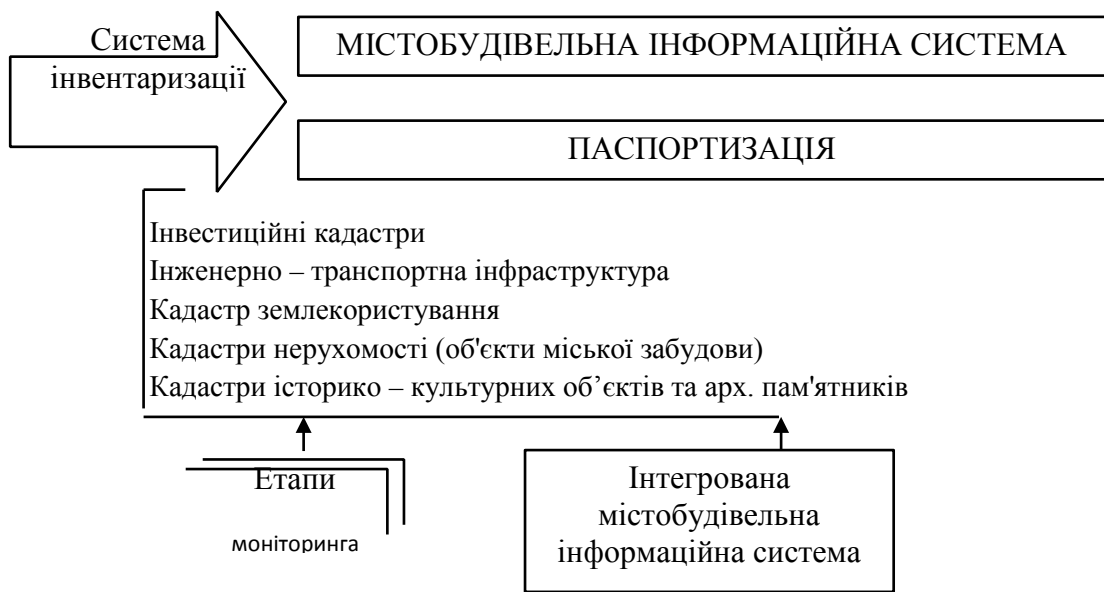 Система
інвентаризації
МІСТОБУДІВЕЛЬНА ІНФОРМАЦІЙНА СИСТЕМА
ПАСПОРТИЗАЦІЯ
Інвестиційні кадастри
Інженерно – транспортна інфраструктура
Кадастр землекористування
Кадастри нерухомості (об'єкти міської забудови)
Кадастри історико – культурних об’єктів та арх. пам'ятників
Етапи
моніторинга
Інтегрована
містобудівельна
інформаційна система